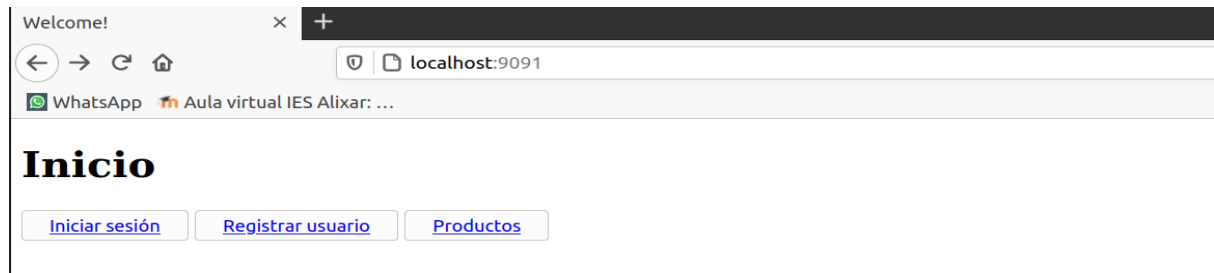 Welcome!
localhost:9091
WhatsApp Aula virtual IES Alixar: …
Inicio
Iniciar sesión Registrar usuario Productos